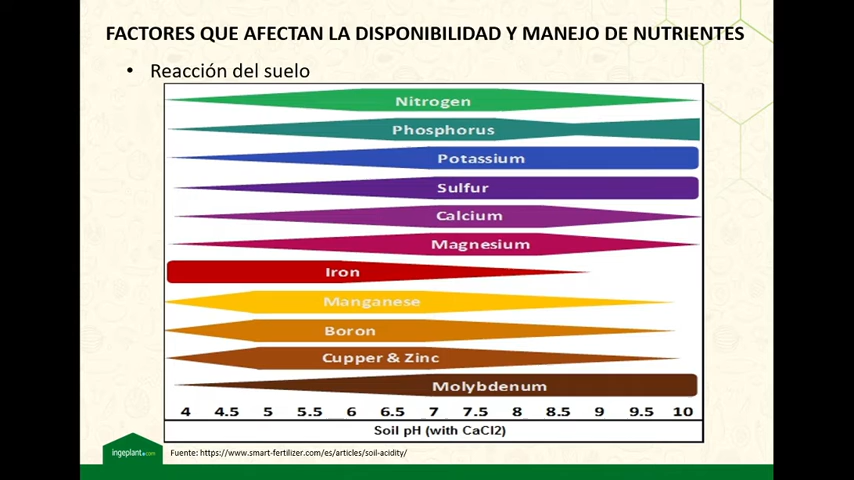 FACTORES QUE AFECTAN LA DISPONIBILIDAD Y MANEJO DE NUTRIENTES
• Reacción del suelo
Nitrogen
Phosphorus
Potassium
Sulfur
Calcium
Magnesium
Iron
Manganese
Boron
Cupper & Zinc
Molybdenum
4 4.5 5 5.5 6 6.5 7 7.5 8 8.5 9 9.5 10
Soil pH (with CaCl2)
ingeplant.com
Fuente: https://www.smart-fertilizer.com/es/articles/soil-acidity/